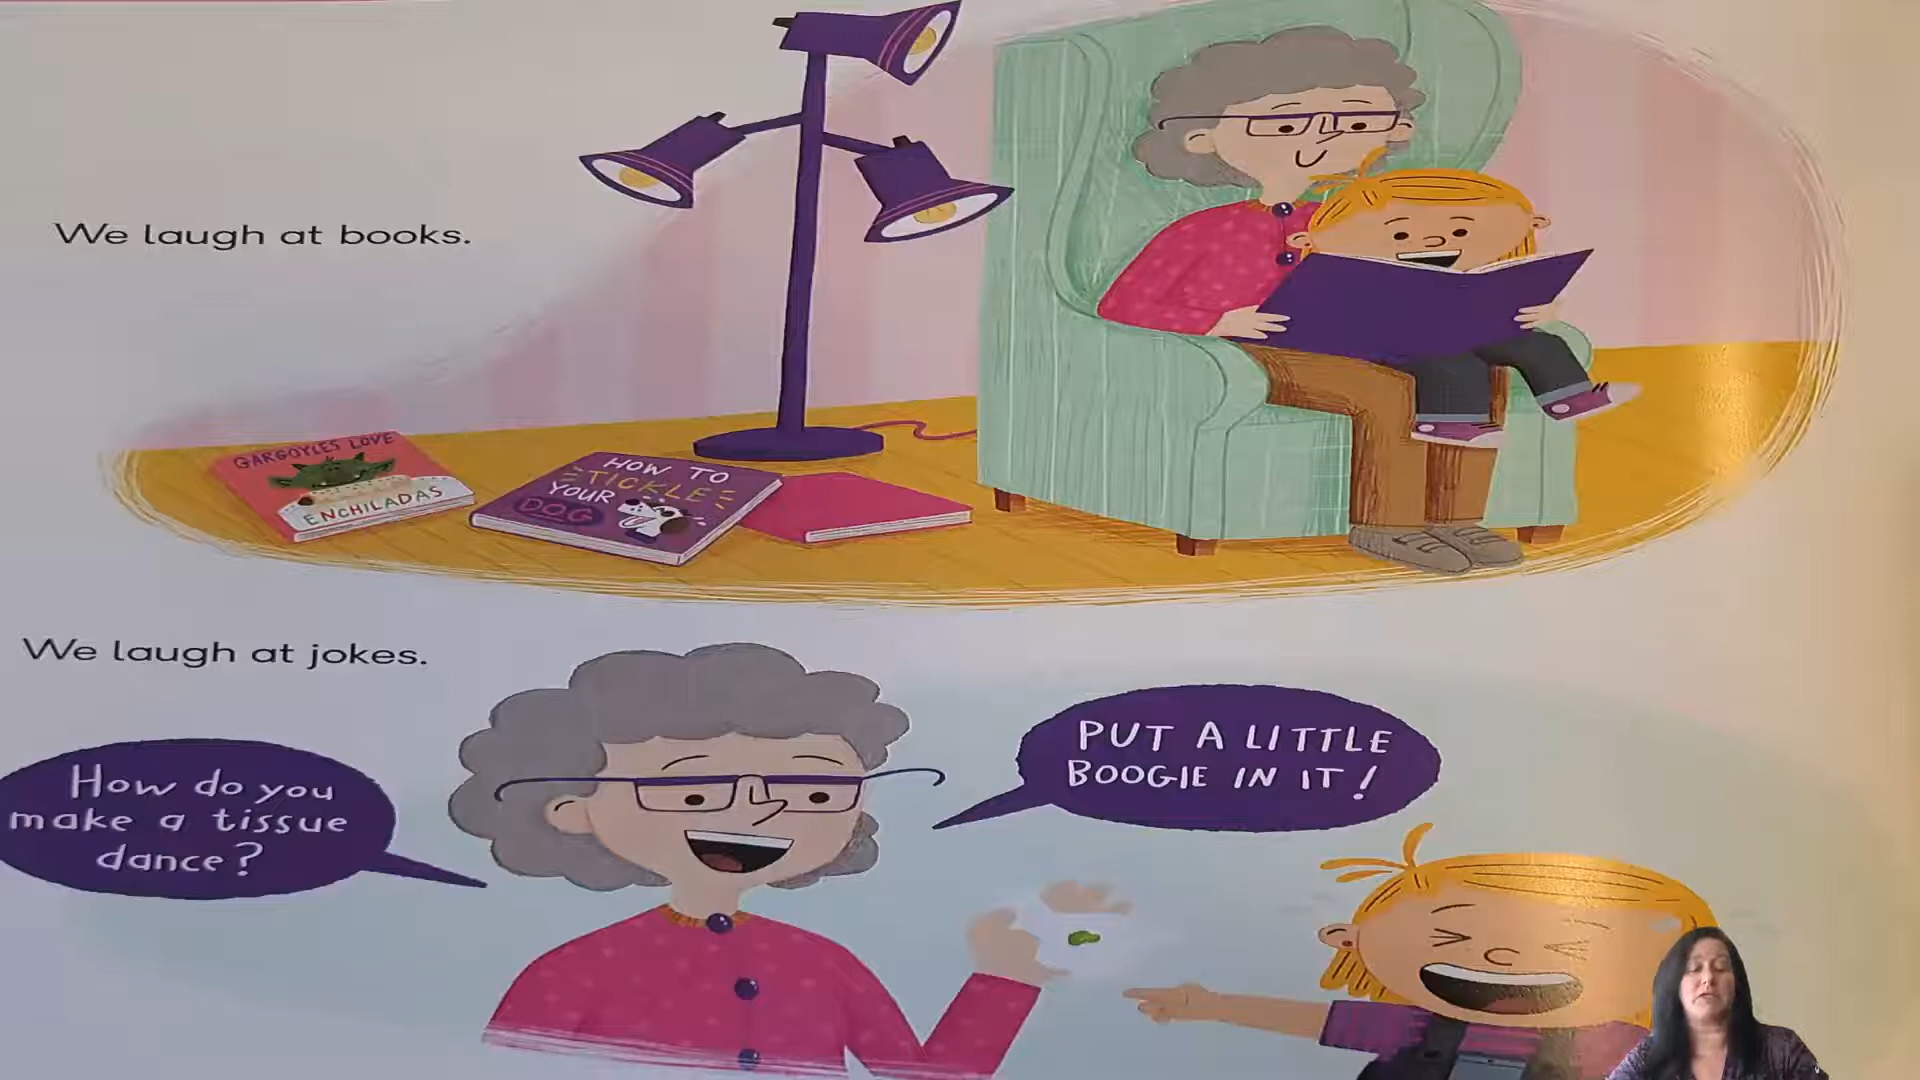 We laugh at books.
GARGOYLES LOVE
ENCHILADAS
HOW TO
TICKLE
YOUR
DOG
We laugh at jokes.
How do you
make a tissue
dance?
PUT A LITTLE
BOOGIE IN IT!